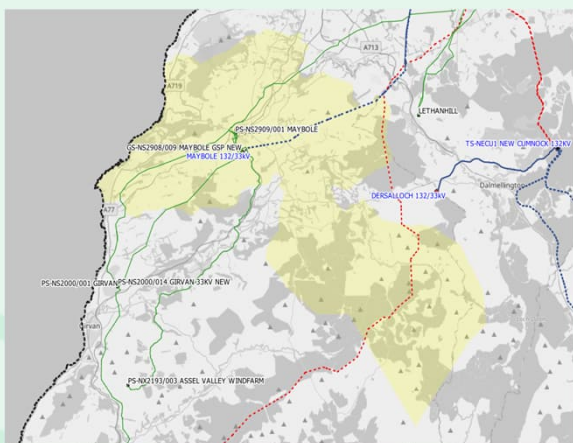 A713
A719
LETHANHILL
PS-NS2909/001 MAYBOLE
GS-NS2908/009 MAYBOLE GSP NEW
MAYBOLE 132/33kV
TS-NECU1 NEW CUMNOCK 132KV
Dalmellington
DERSALLOCH 132/33kV
A77
PS-NS2000/001 GIRVAN
PS-NS2000/014 GIRVAN-33KV NEW
Girvan
PS-NX2193/003 ASSEL VALLEY WINDFARM